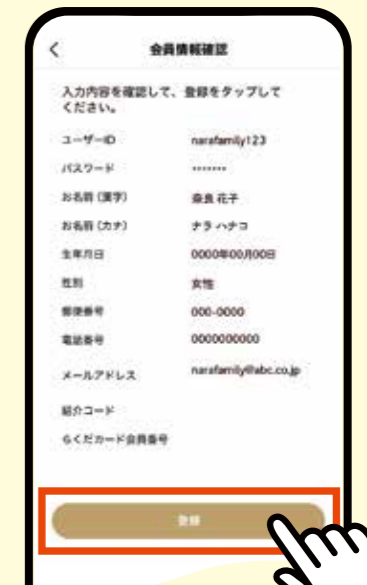 会員情報確認
入力内容を確認して、登録をタップして
ください。
ユーザーID narafamily123
パスワード •••••••
お名前（漢字） 奈良 花子
お名前（カナ） ナラ ハナコ
生年月日 0000年00月00日
性別 女性
郵便番号 000-0000
電話番号 0000000000
メールアドレス narafamily@abc.co.jp
紹介コード
らくだカード会員番号
登録